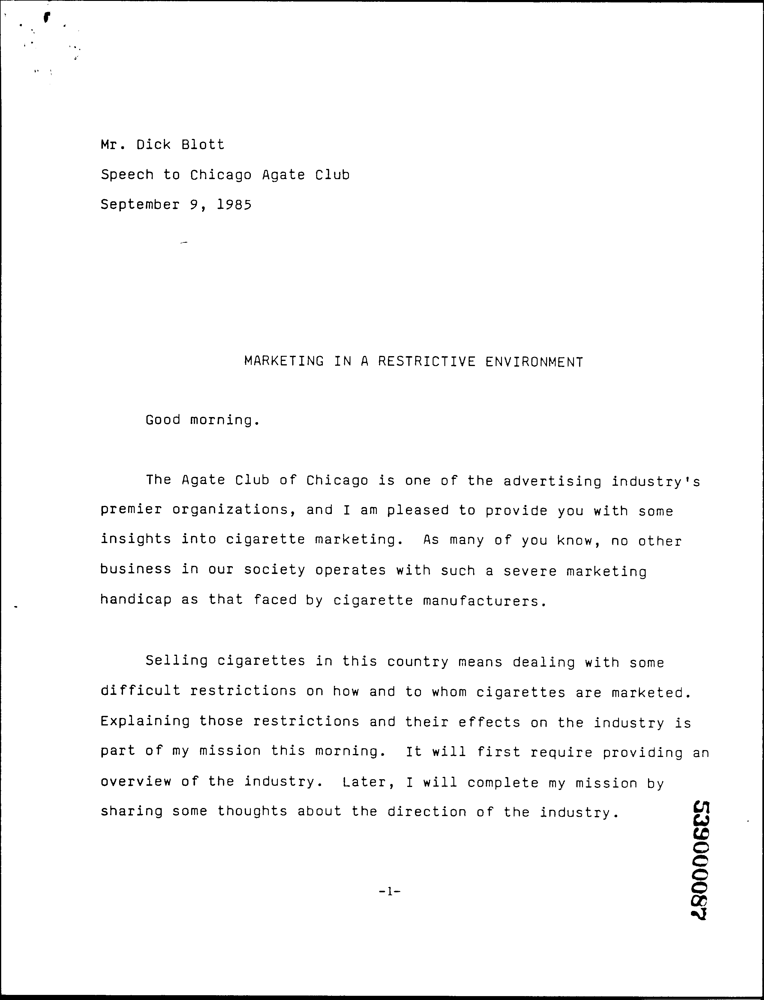 Mr. Dick Blott
Speech to Chicago Agate Club
September 9, 1985
MARKETING IN A RESTRICTIVE ENVIRONMENT
Good morning.
The Agate Club of Chicago is one of the advertising industry's
premier organizations, and I am pleased to provide you with some
insights into cigarette marketing.  As many of you know, no other
business in our society operates with such a severe marketing
handicap as that faced by cigarette manufacturers.
Selling cigarettes in this country means dealing with some
difficult restrictions on how and to whom cigarettes are marketed.
Explaining those restrictions and their effects on the industry is
part of my mission this morning.  It will first require providing an
overview of the industry.  Later, I will complete my mission by
sharing some thoughts about the direction of the industry.
-1-
539000087